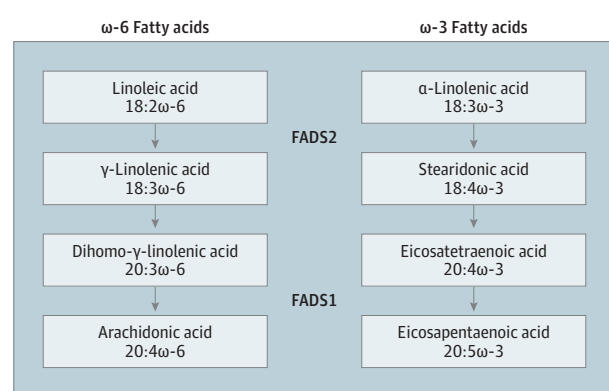 ω-6 Fatty acids
ω-3 Fatty acids
Linoleic acid
18:2ω-6
α-Linolenic acid
18:3ω-3
FADS2
γ-Linolenic acid
18:3ω-6
Stearidonic acid
18:4ω-3
Dihomo-γ-linolenic acid
20:3ω-6
Eicosatetraenoic acid
20:4ω-3
FADS1
Arachidonic acid
20:4ω-6
Eicosapentaenoic acid
20:5ω-3